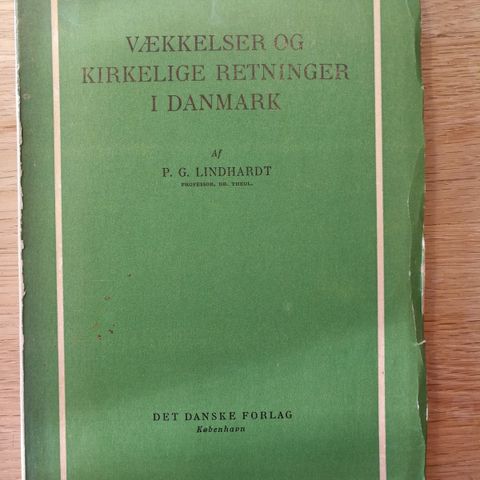 VÆKKELSER OG
KIRKELIGE RETNINGER
I DANMARK
Af
P. G. LINDHARDT
PROFESSOR, DR. THEOL.
DET DANSKE FORLAG
København